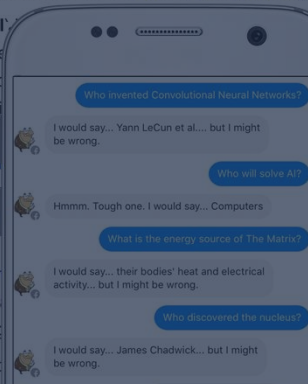 Who invented Convolutional Neural Networks?
I would say... Yann LeCun et al.... but I might
be wrong.
Who will solve AI?
Hmmm. Tough one. I would say... Computers
What is the energy source of The Matrix?
I would say... their bodies' heat and electrical
activity... but I might be wrong.
Who discovered the nucleus?
I would say... James Chadwick... but I might
be wrong.